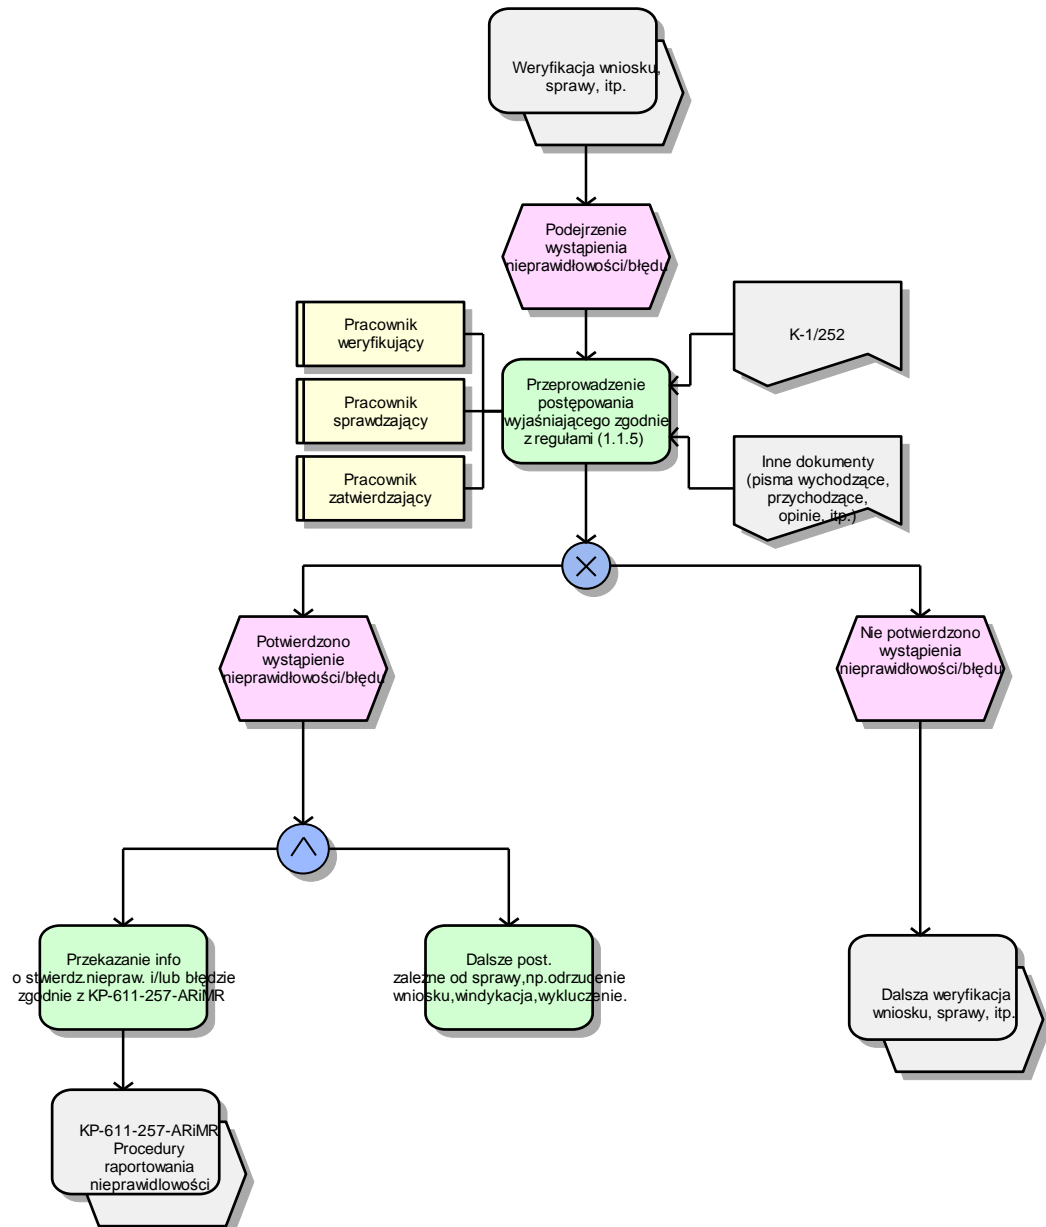 Weryfikacja wniosku,
sprawy, itp.
Podejrzenie
wystąpienia
nieprawidłowości/błędu
Pracownik
weryfikujący
Pracownik
sprawdzający
Pracownik
zatwierdzający
Przeprowadzenie
postępowania
wyjaśniającego zgodnie
z regułami (1.1.5)
K-1/252
Inne dokumenty
(pisma wychodzące,
przychodzące,
opinie, itp.)
Potwierdzono
wystąpienie
nieprawidłowości/błędu
Nie potwierdzono
wystąpienia
nieprawidłowości/błędu
Przekazanie info
o stwierdz.niepraw. i/lub błędzie
zgodnie z KP-611-257-ARiMR
Dalsze post.
zależne od sprawy,np.odrzucenie
wniosku,windykacja,wykluczenie.
Dalsza weryfikacja
wniosku, sprawy, itp.
KP-611-257-ARiMR
Procedury
raportowania
nieprawidlowości